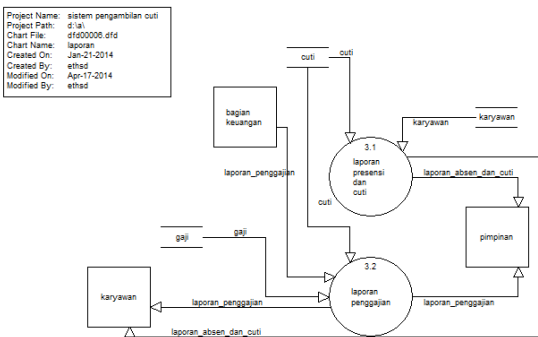 Project Name: sistem pengambilan cuti
Project Path: d:\a\
Chart File: dfd00006.dfd
Chart Name: laporan
Created On: Jan-21-2014
Created By: ethsd
Modified On: Apr-17-2014
Modified By: ethsd
cuti
cuti
bagian
keuangan
karyawan
karyawan
3.1
laporan
presensi
dan
cuti
laporan_penggajian
laporan_absen_dan_cuti
cuti
gaji
gaji
pimpinan
3.2
laporan
penggajian
karyawan
laporan_penggajian
laporan_penggajian
laporan_absen_dan_cuti